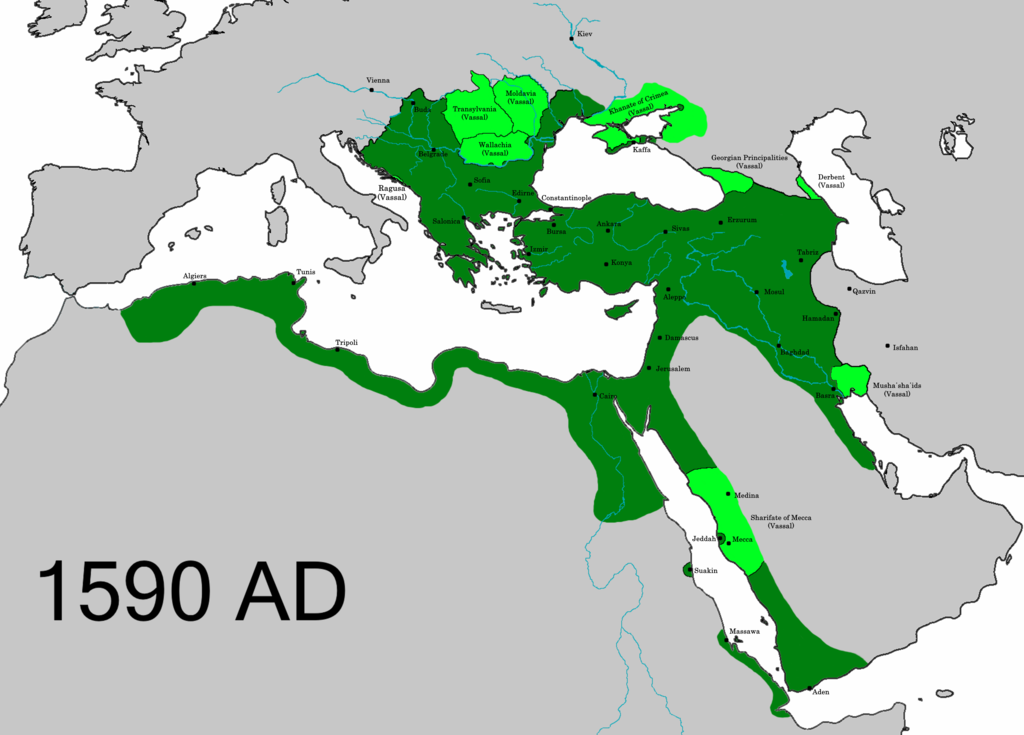 Kiev
Vienna
Moldavia
(Vassal)
Buda
Transylvania
(Vassal)
Khanate of Crimea
(Vassal)
Wallachia
(Vassal)
Kaffa
Belgrade
Georgian Principalities
(Vassal)
Derbent
(Vassal)
Ragusa
(Vassal)
Sofia
Edirne
Constantinople
Salonica
Bursa
Ankara
Sivas
Erzurum
Izmir
Konya
Tabriz
Algiers
Tunis
Aleppo
Mosul
Qazvin
Hamadan
Tripoli
Damascus
Baghdad
Isfahan
Jerusalem
Musha`sha`ids
(Vassal)
Cairo
Basra
Medina
Sharifate of Mecca
(Vassal)
Jeddah
Mecca
Suakin
1590 AD
Massawa
Aden